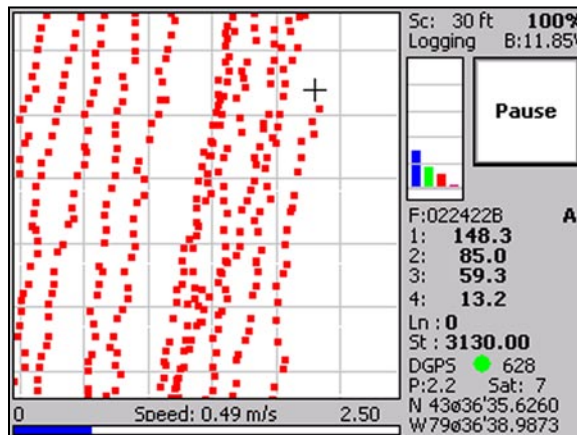 Sc: 30 ft 100%
Logging B:11.85V
Pause
F:022422B A
1: 148.3
2: 85.0
3: 59.3
4: 13.2
Ln : 0
St : 3130.00
DGPS 628
P:2.2 Sat: 7
N 43ø36'35.6260
W79ø36'38.9873
0 Speed: 0.49 m/s 2.50